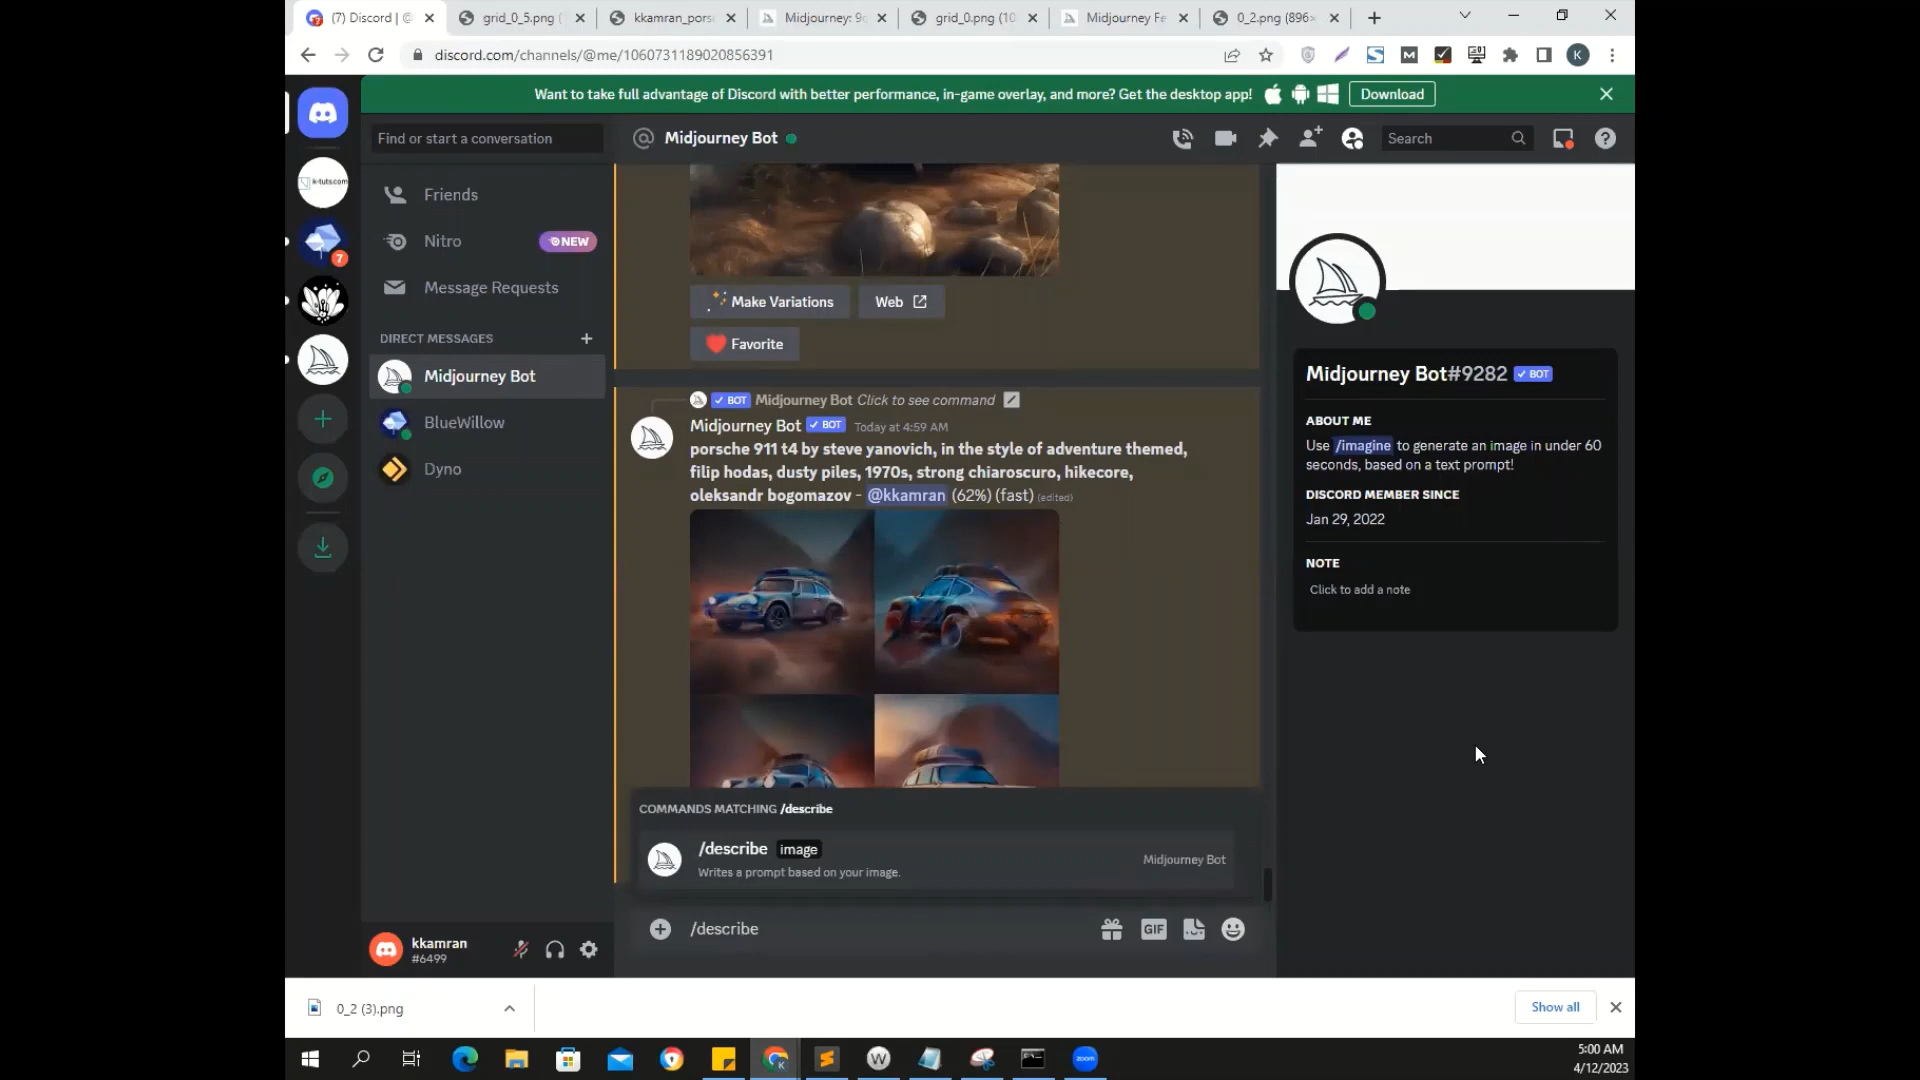 (7) Discord | @
grid_0_5.png (
kkamran_pors
Midjourney: 9c
grid_0.png (10
Midjourney Fe
0_2.png (896×
discord.com/channels/@me/1060731189020856391
K
Want to take full advantage of Discord with better performance, in-game overlay, and more? Get the desktop app!
Download
Find or start a conversation
Midjourney Bot
Search
k-tuts.com
7
Friends
Nitro
NEW
Message Requests
DIRECT MESSAGES
Midjourney Bot
BlueWillow
Dyno
Make Variations
Web
Favorite
BOT Midjourney Bot Click to see command
Midjourney Bot BOT Today at 4:59 AM
porsche 911 t4 by steve yanovich, in the style of adventure themed,
filip hodas, dusty piles, 1970s, strong chiaroscuro, hikecore,
oleksandr bogomazov - @kkamran (62%) (fast) (edited)
COMMANDS MATCHING /describe
/describe image
Writes a prompt based on your image.
Midjourney Bot
/describe
GIF
Midjourney Bot#9282 BOT
ABOUT ME
Use /imagine to generate an image in under 60
seconds, based on a text prompt!
DISCORD MEMBER SINCE
Jan 29, 2022
NOTE
Click to add a note
kkamran
#6499
0_2 (3).png
Show all
zoom
5:00 AM
4/12/2023